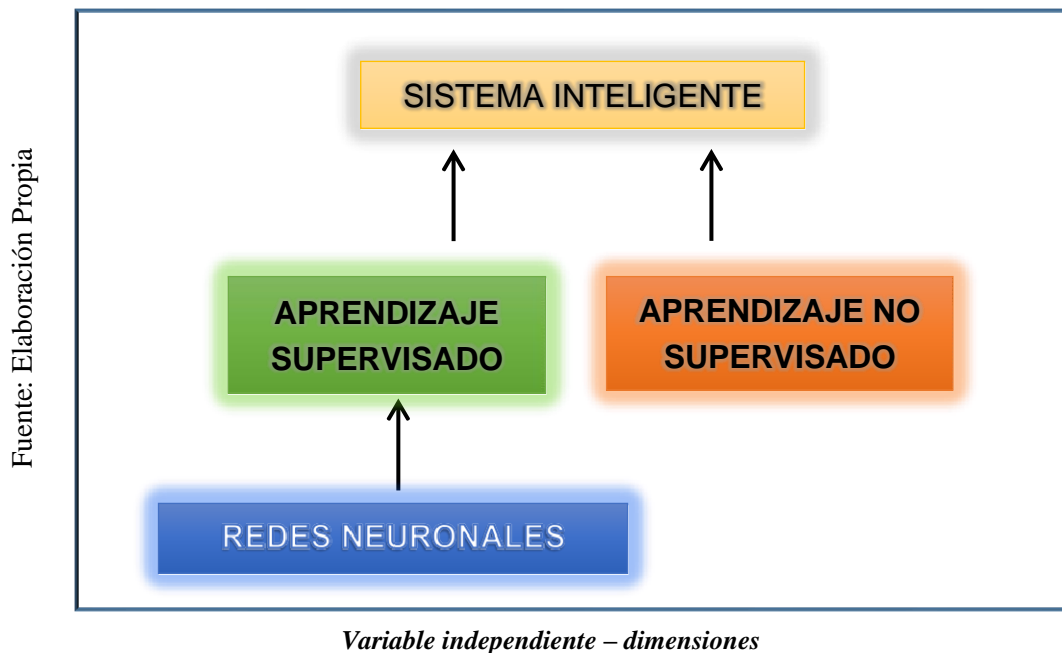 Fuente: Elaboración Propia
SISTEMA INTELIGENTE
APRENDIZAJE
SUPERVISADO
APRENDIZAJE NO
SUPERVISADO
REDES NEURONALES
Variable independiente – dimensiones